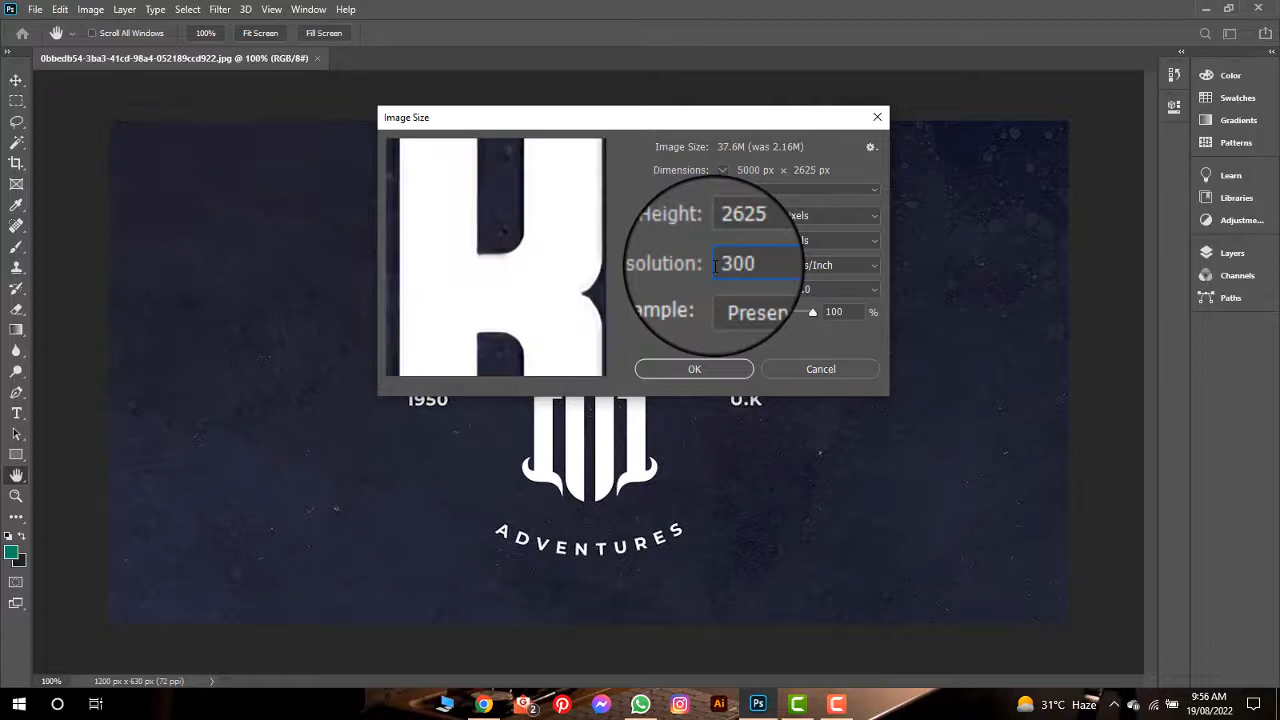 Ps File Edit Image Layer Type Select Filter 3D View Window Help
Scroll All Windows 100% Fit Screen Fill Screen
0bbedb54-3ba3-41cd-98a4-052189ccd922.jpg @ 100% (RGB/8#) ×
Color
Swatches
Gradients
Patterns
Learn
Libraries
Adjustme...
Layers
Channels
Paths
Image Size
Image Size: 37.6M (was 2.16M)
Dimensions: 5000 px × 2625 px
Height: 2625
solution: 300
ample: Presen
100 %
OK Cancel
1950 U.K
ADVENTURES
100% 1200 px x 630 px (72 ppi)
2
Ai Ps
31°C Haze
9:56 AM
19/08/2022